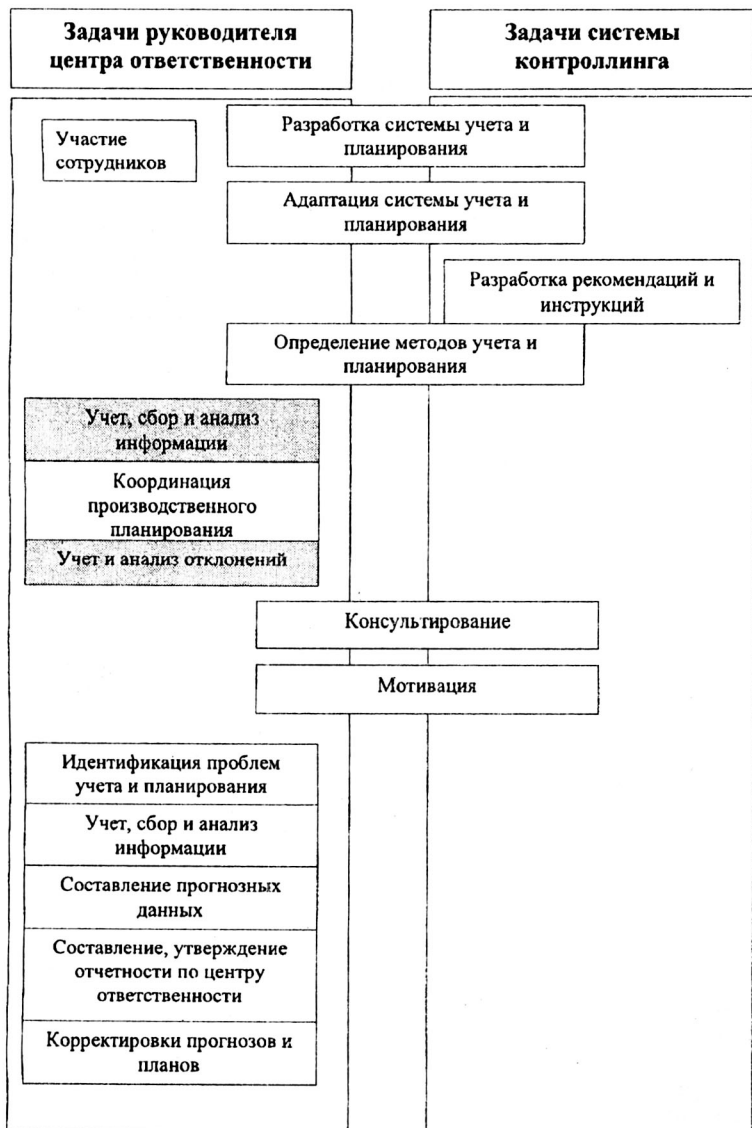 Задачи руководителя
центра ответственности
Задачи системы
контроллинга
Участие
сотрудников
Разработка системы учета и
планирования
Адаптация системы учета и
планирования
Разработка рекомендаций и
инструкций
Определение методов учета и
планирования
Учет, сбор и анализ
информации
Координация
производственного
планирования
Учет и анализ отклонений
Консультирование
Мотивация
Идентификация проблем
учета и планирования
Учет, сбор и анализ
информации
Составление прогнозных
данных
Составление, утверждение
отчетности по центру
ответственности
Корректировки прогнозов и
планов